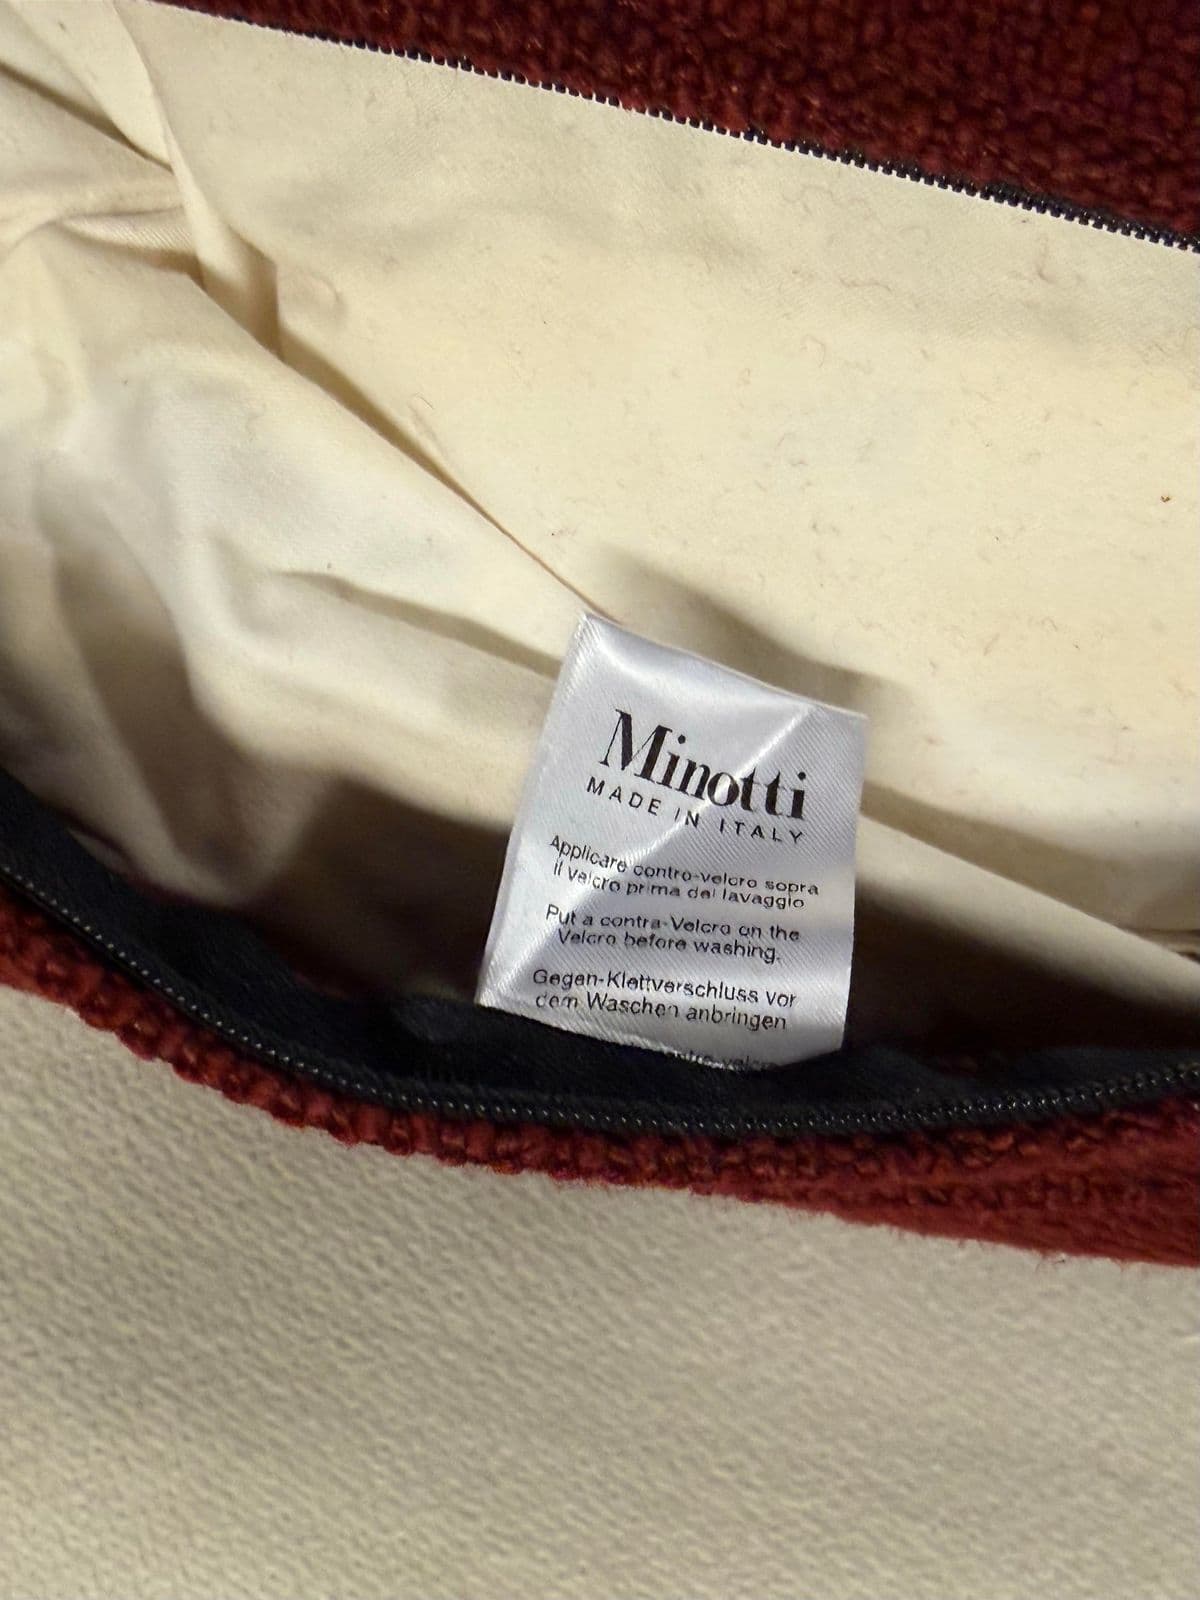 Minotti
MADE IN ITALY
Applicare contro-velcro sopra
il velcro prima del lavaggio
Put a contra-Velcro on the
Velcro before washing.
Gegen-Klettverschluss vor
dem Waschen anbringen